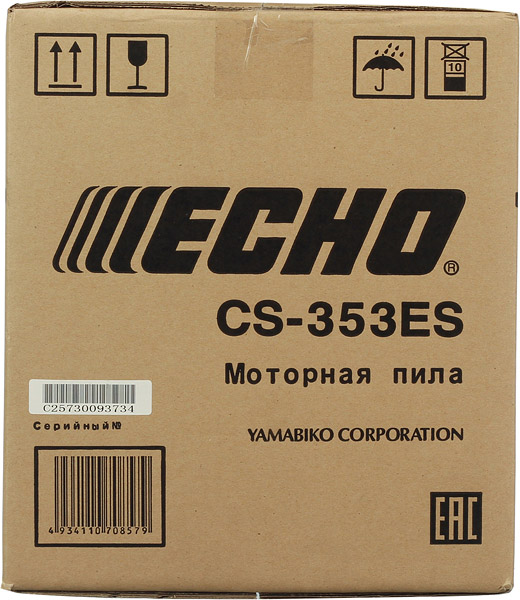 10
ECHO®
CS-353ES
Моторная пила
C25730093734
Серийный№
YAMABIKO CORPORATION
4 934110 708579
EAC